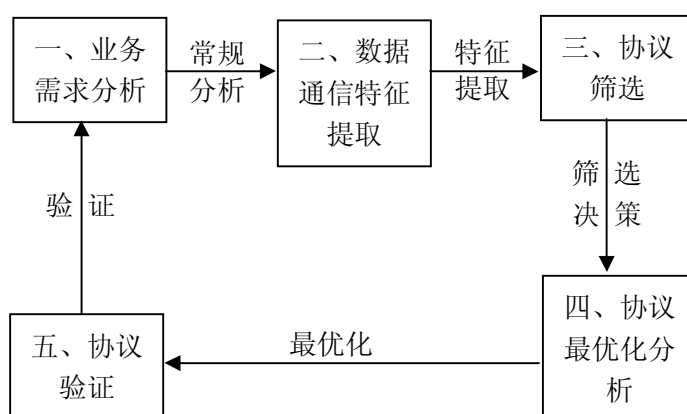 一、业务
需求分析
常规
分析
二、数据
通信特征
提取
特征
提取
三、协议
筛选
筛选
决策
四、协议
最优化分
析
最优化
五、协议
验证
验证